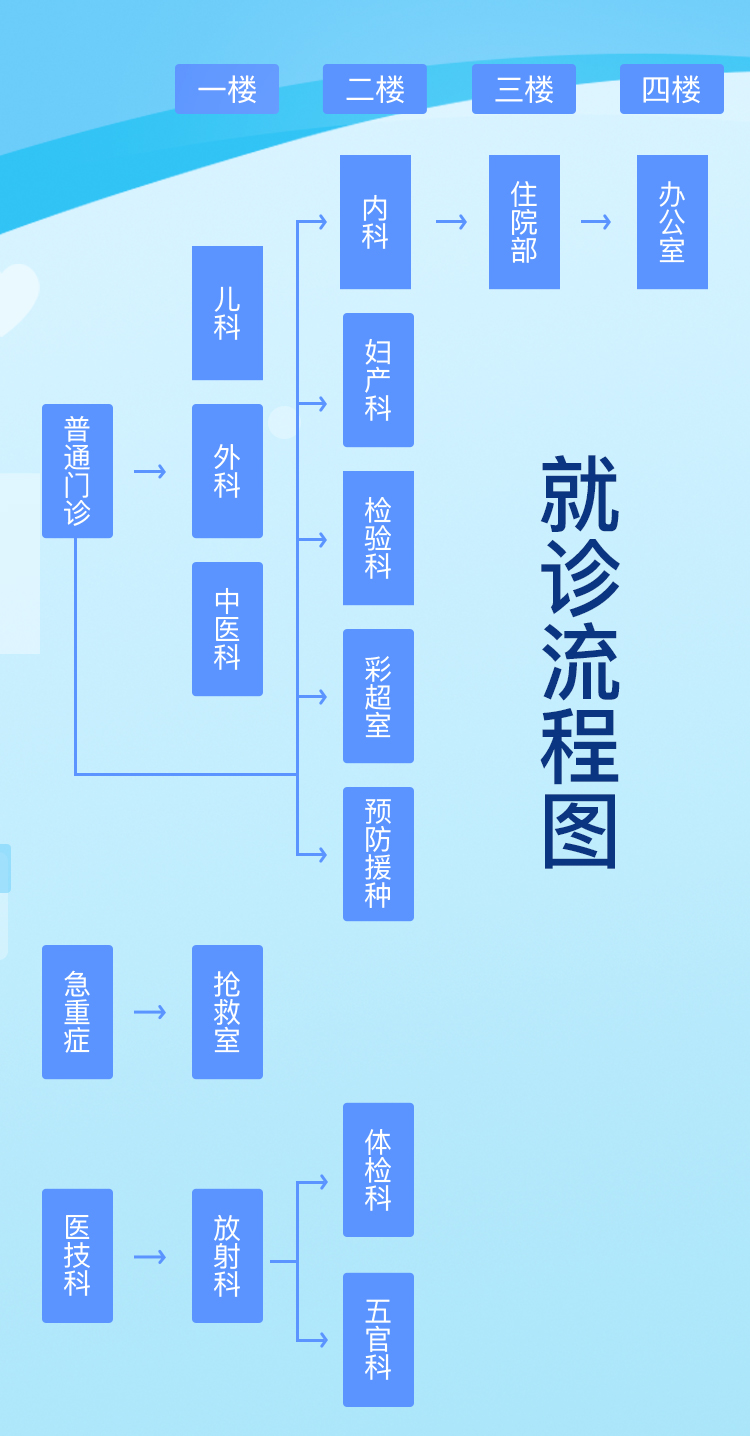 一楼
二楼
三楼
四楼
内科
住院部
办公室
儿科
妇产科
普通门诊
外科
检验科
中医科
彩超室
预防援种
就诊流程图
急重症
抢救室
体检科
医技科
放射科
五官科